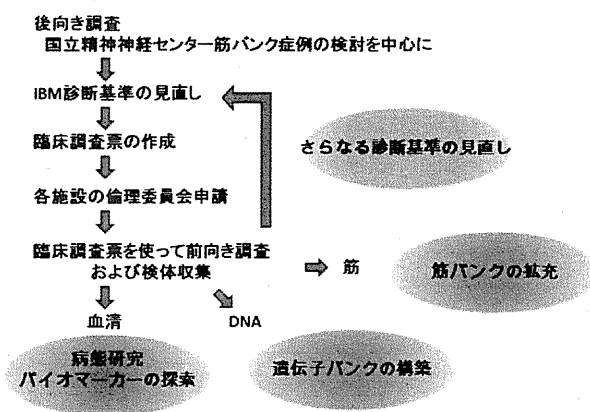 後向き調査
国立精神神経センター筋バンク症例の検討を中心に
IBM診断基準の見直し
臨床調査票の作成
さらなる診断基準の見直し
各施設の倫理委員会申請
臨床調査票を使って前向き調査
および検体収集
筋
筋バンクの拡充
血清
DNA
病態研究
バイオマーカーの探索
遺伝子バンクの構築